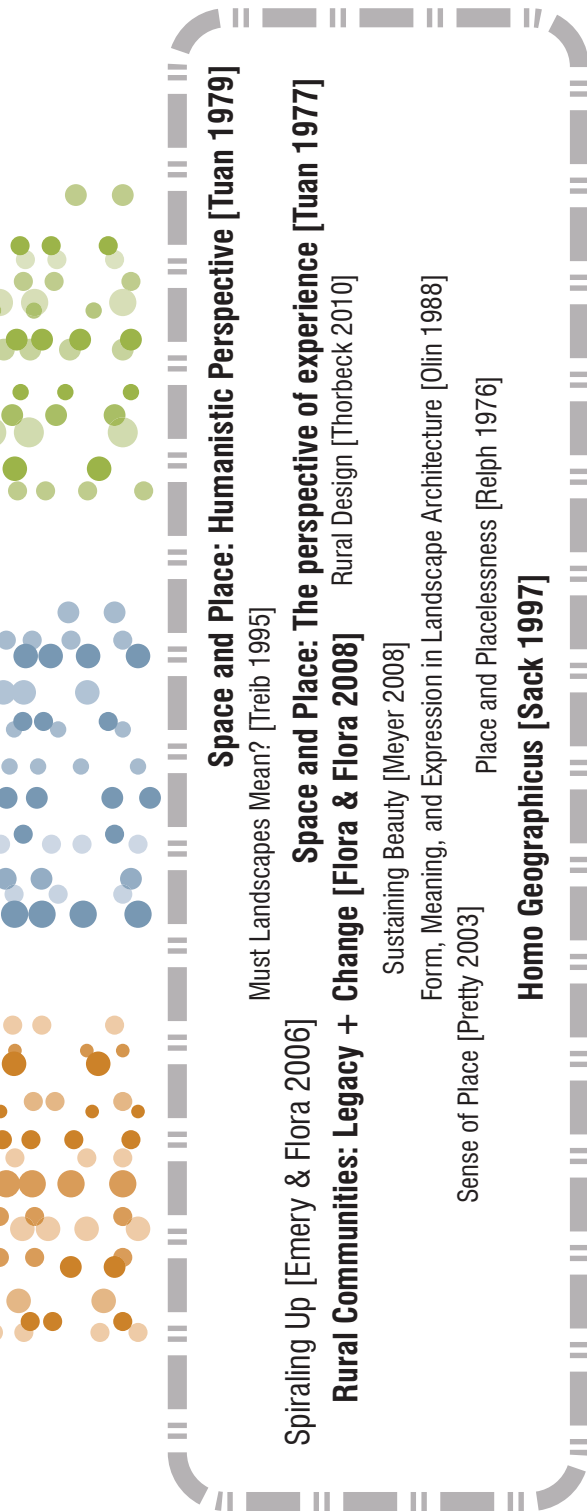 Space and Place: Humanistic Perspective [Tuan 1979]
Must Landscapes Mean? [Treib 1995]
Spiraling Up [Emery & Flora 2006]
Space and Place: The perspective of experience [Tuan 1977]
Rural Communities: Legacy + Change [Flora & Flora 2008]
Rural Design [Thorbeck 2010]
Sustaining Beauty [Meyer 2008]
Form, Meaning, and Expression in Landscape Architecture [Olin 1988]
Sense of Place [Pretty 2003]
Place and Placelessness [Relph 1976]
Homo Geographicus [Sack 1997]